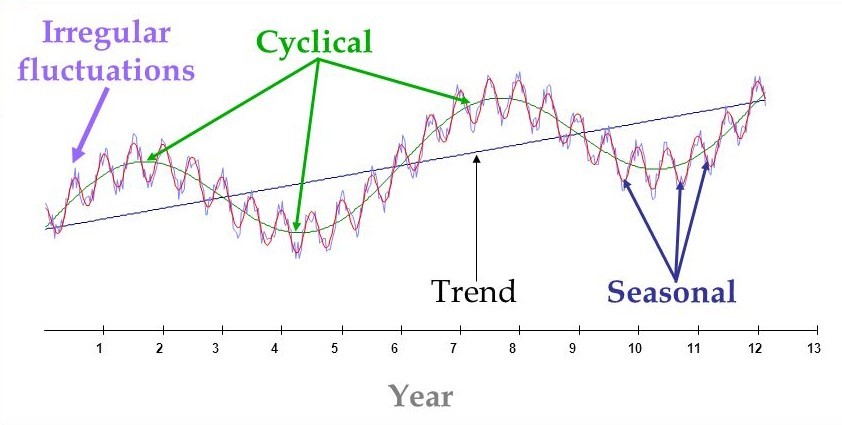 Irregular
fluctuations
Cyclical
Trend
Seasonal
1 2 3 4 5 6 7 8 9 10 11 12 13
Year